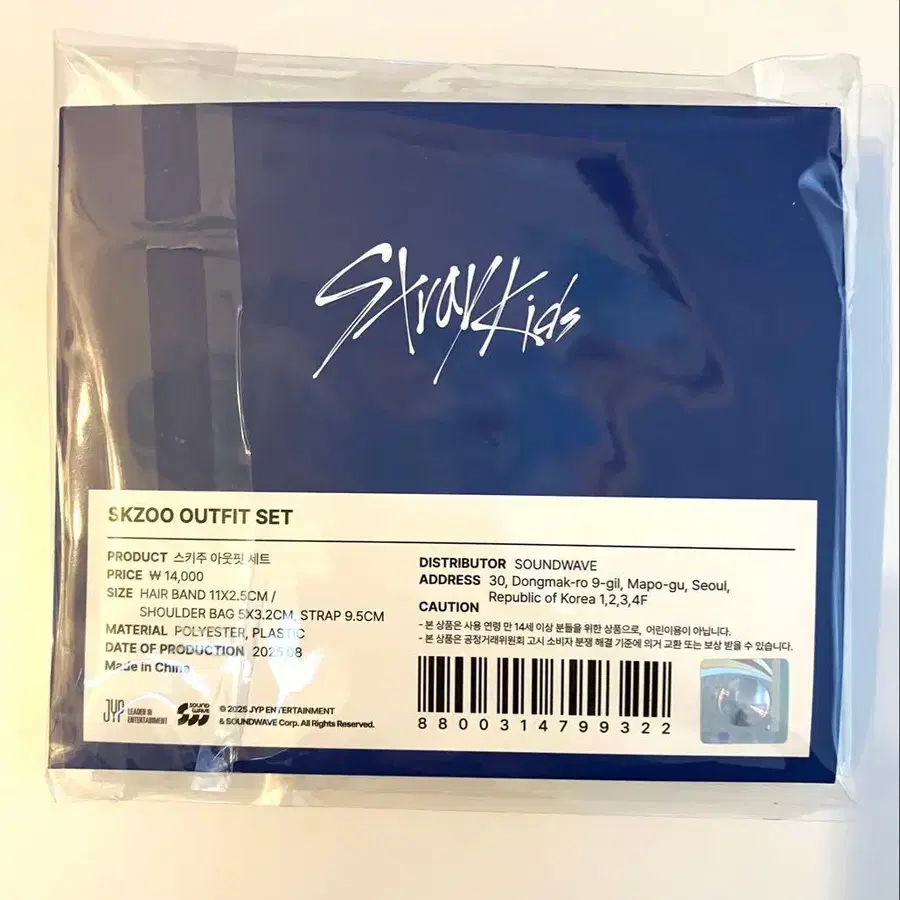 Stray Kids
SKZOO OUTFIT SET
PRODUCT 스키주 아웃핏 세트
PRICE ₩ 14,000
SIZE HAIR BAND 11X2.5CM /
SHOULDER BAG 5X3.2CM, STRAP 9.5CM
MATERIAL POLYESTER, PLASTIC
DATE OF PRODUCTION 2025 08
Made in China
JYP LEADER IN
ENTERTAINMENT
SOUND
WAVE
© 2025 JYP ENTERTAINMENT
& SOUNDWAVE Corp. All Rights Reserved.
DISTRIBUTOR SOUNDWAVE
ADDRESS 30, Dongmak-ro 9-gil, Mapo-gu, Seoul,
Republic of Korea 1,2,3,4F
CAUTION
- 본 상품은 사용 연령 만 14세 이상 분들을 위한 상품으로, 어린이용이 아닙니다.
- 본 상품은 공정거래위원회 고시 소비자 분쟁 해결 기준에 의거 교환 또는 보상 받을 수 있습니다.
8800314799322